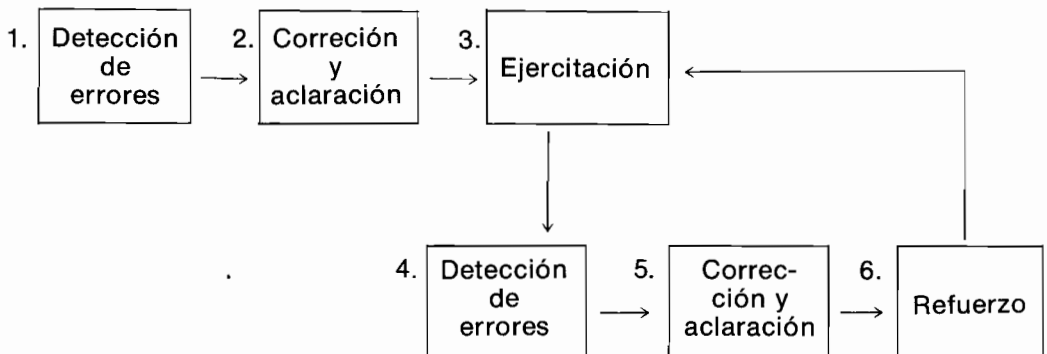 1. Detección
de
errores
2. Correción
y
aclaración
3. Ejercitación
4. Detección
de
errores
5. Correc-
ción y
aclaración
6. Refuerzo